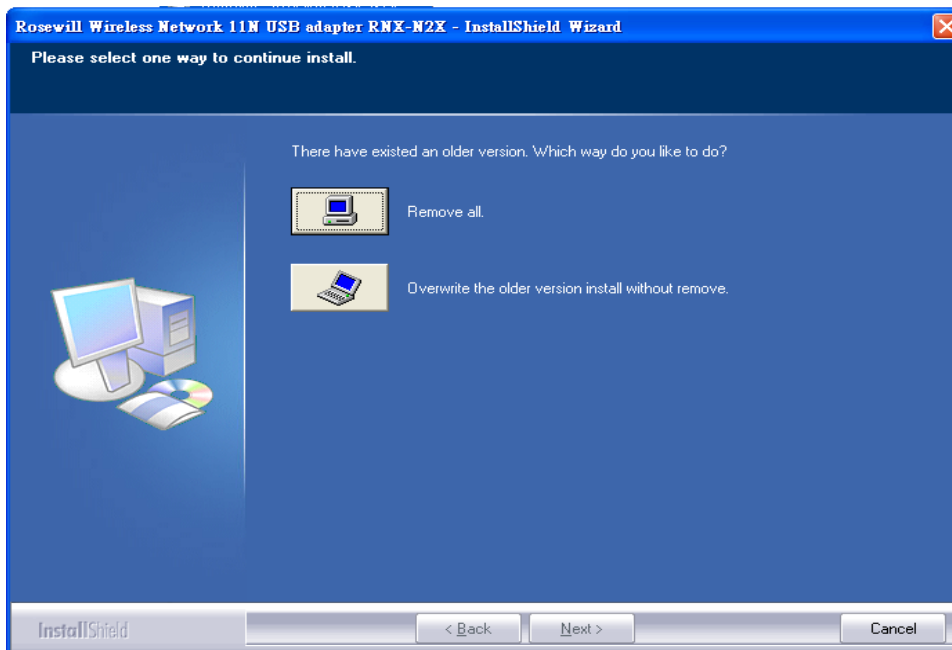 Rosewill Wireless Network 11N USB adapter RNX-N2X - InstallShield Wizard
Please select one way to continue install.
There have existed an older version. Which way do you like to do?
Remove all.
Overwrite the older version install without remove.
InstallShield
< Back Next > Cancel